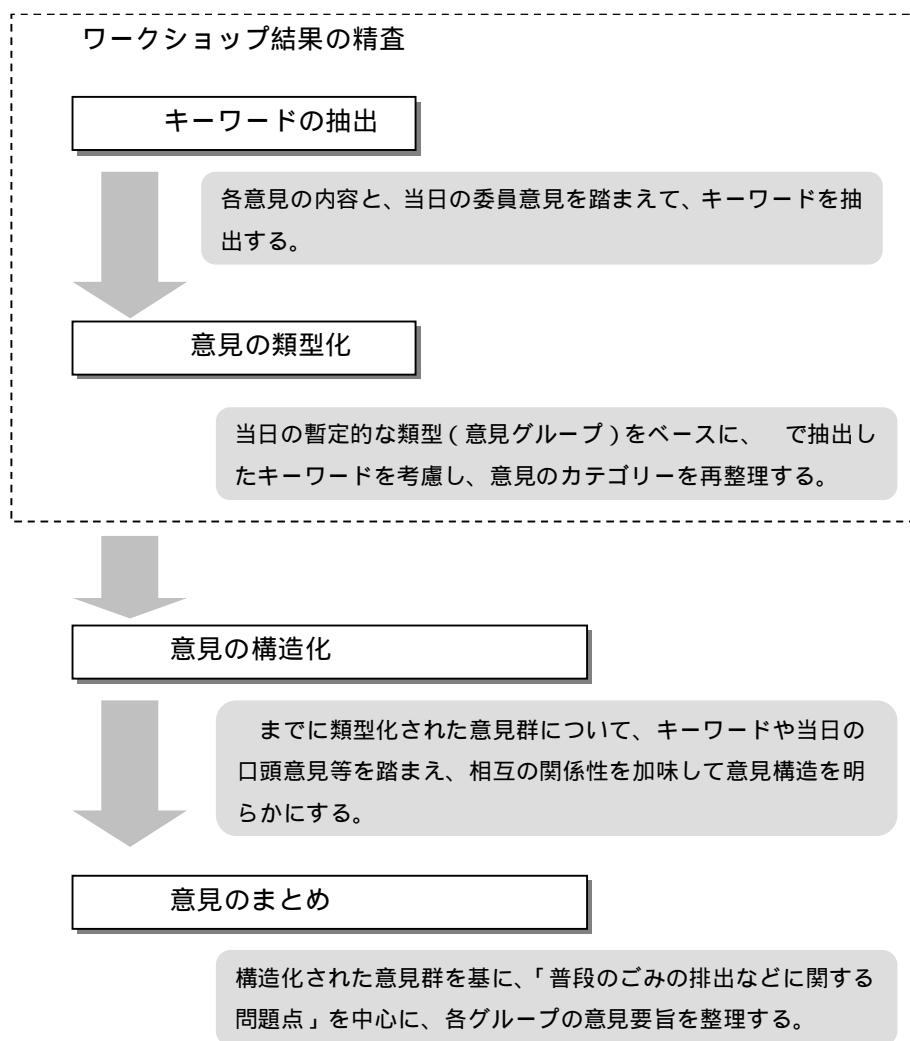 ワークショップ結果の精査
キーワードの抽出
各意見の内容と、当日の委員意見を踏まえて、キーワードを抽
出する。
意見の類型化
当日の暫定的な類型(意見グループ)をベースに、　で抽出し
たキーワードを考慮し、意見のカテゴリーを再整理する。
意見の構造化
　までに類型化された意見群について、キーワードや当日の
口頭意見等を踏まえ、相互の関係性を加味して意見構造を明
らかにする。
意見のまとめ
構造化された意見群を基に、「普段のごみの排出などに関する
問題点」を中心に、各グループの意見要旨を整理する。